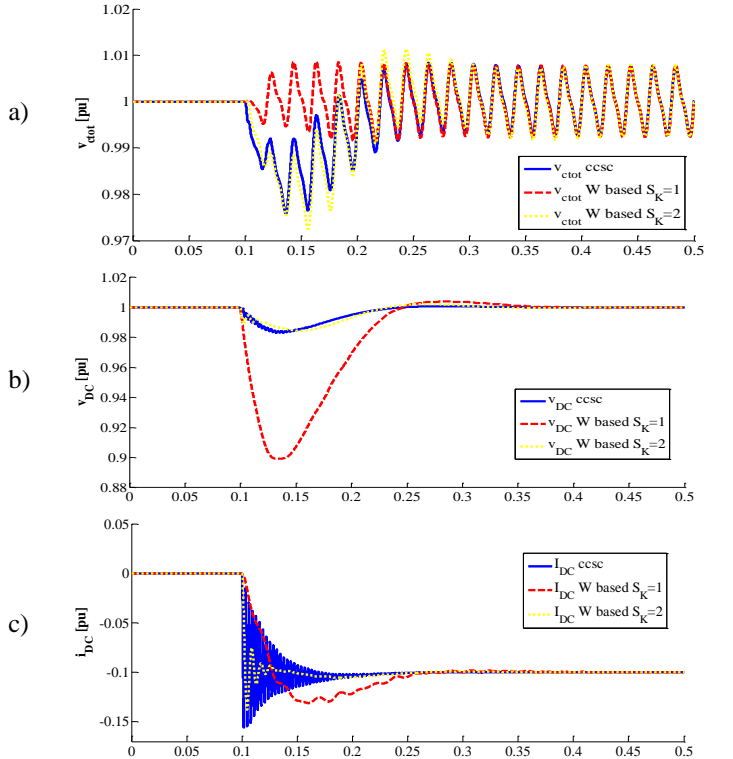 a)
v_ctot [pu]
1.02
1.01
1
0.99
0.98
0.97
0 0.05 0.1 0.15 0.2 0.25 0.3 0.35 0.4 0.45 0.5
v_ctot ccsc
v_ctot W based S_K=1
v_ctot W based S_K=2
b)
v_DC [pu]
1.02
1
0.98
0.96
0.94
0.92
0.9
0.88
0 0.05 0.1 0.15 0.2 0.25 0.3 0.35 0.4 0.45 0.5
v_DC ccsc
v_DC W based S_K=1
v_DC W based S_K=2
c)
i_DC [pu]
0.05
0
-0.05
-0.1
-0.15
0 0.05 0.1 0.15 0.2 0.25 0.3 0.35 0.4 0.45 0.5
I_DC ccsc
I_DC W based S_K=1
I_DC W based S_K=2